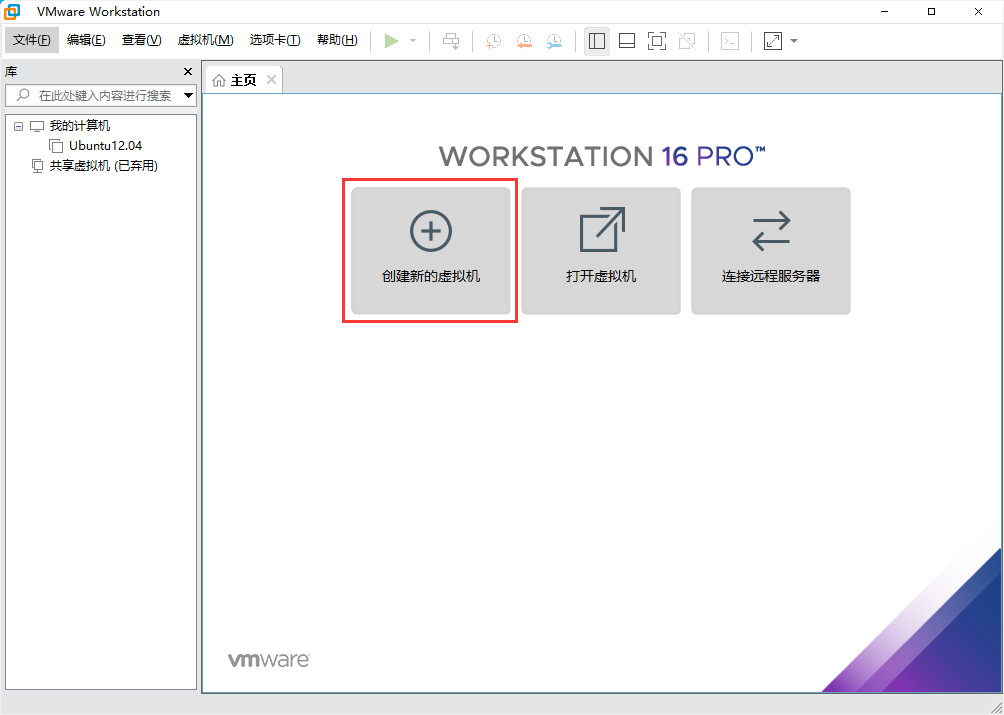 VMware Workstation
文件(F) 编辑(E) 查看(V) 虚拟机(M) 选项卡(T) 帮助(H)
库
主页
在此处键入内容进行搜索
我的计算机
Ubuntu12.04
共享虚拟机 (已弃用)
WORKSTATION 16 PRO™
创建新的虚拟机 打开虚拟机 连接远程服务器
vmware